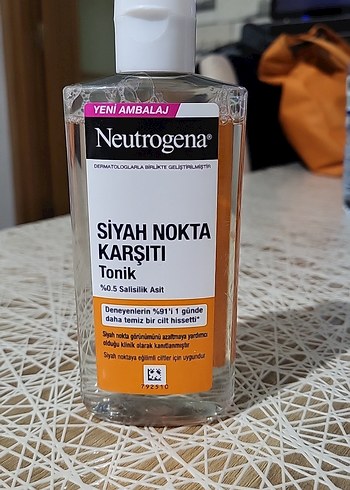 YENİ AMBALAJ
Neutrogena®
DERMATOLOGLARLA BİRLİKTE GELİŞTİRİLMİŞTİR
SİYAH NOKTA
KARŞITI
Tonik
%0.5 Salisilik Asit
Deneyenlerin %91'i 1 günde
daha temiz bir cilt hissetti*
Siyah nokta görünümünü azaltmaya yardımcı
olduğu klinik olarak kanıtlanmıştır
Siyah noktaya eğilimli ciltler için uygundur
792510